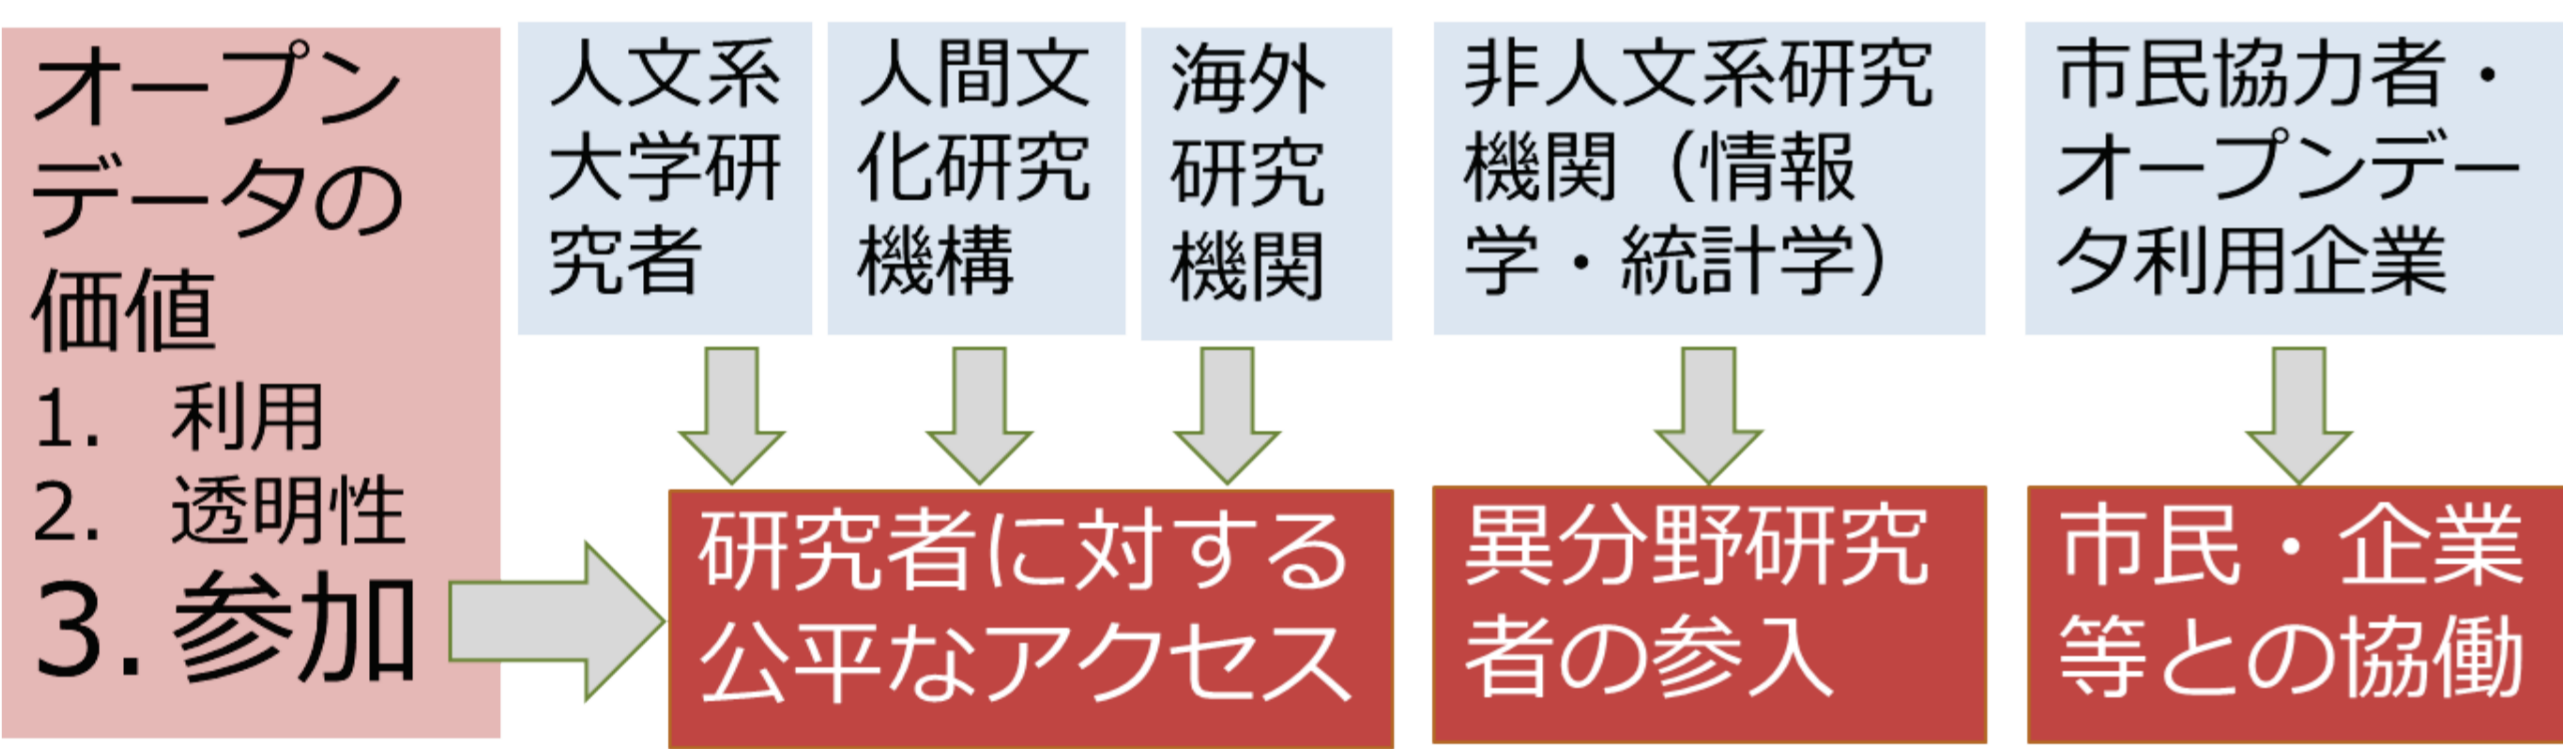 オープン
データの
価値
1. 利用
2. 透明性
3. 参加
人文系
大学研
究者
人間文
化研究
機構
海外
研究
機関
非人文系研究
機関（情報
学・統計学）
市民協力者・
オープンデー
タ利用企業
研究者に対する
公平なアクセス
異分野研究
者の参入
市民・企業
等との協働